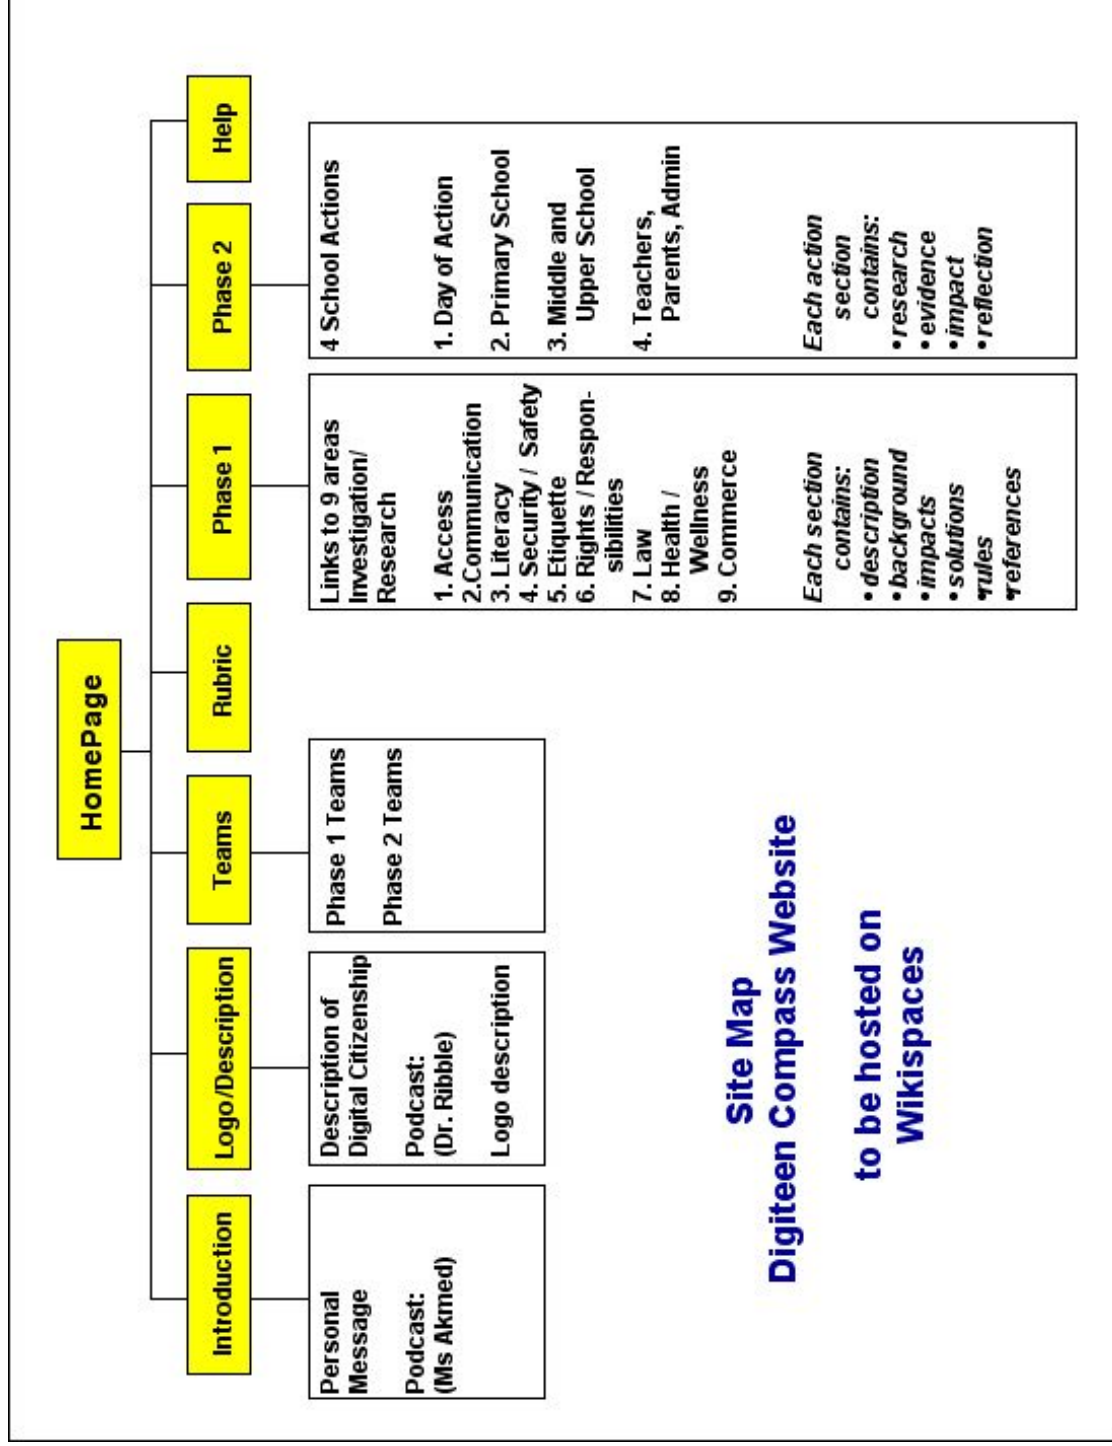 HomePage
Introduction
Logo/Description
Teams
Rubric
Phase 1
Phase 2
Help
Personal
Message
Podcast:
(Ms Akmed)
Description of
Digital Citizenship
Podcast:
(Dr. Ribble)
Logo description
Phase 1 Teams
Phase 2 Teams
Links to 9 areas
Investigation/
Research
1. Access
2.Communication
3. Literacy
4. Security / Safety
5. Etiquette
6. Rights / Respon-
sibilities
7. Law
8. Health /
Wellness
9. Commerce
Each section
contains:
•description
•background
•impacts
•solutions
•rules
•references
4 School Actions
1. Day of Action
2. Primary School
3. Middle and
Upper School
4. Teachers,
Parents, Admin
Each action
section
contains:
•research
•evidence
•impact
•reflection
Site Map
Digiteen Compass Website
to be hosted on
Wikispaces